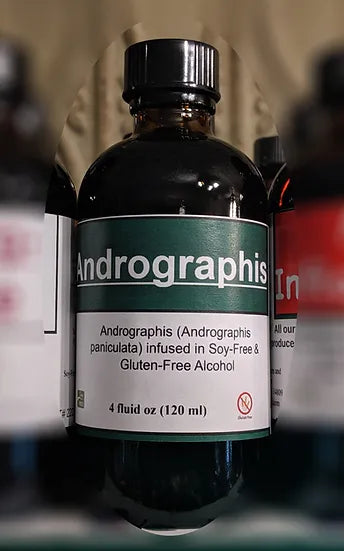 Andrographis
Andrographis (Andrographis
paniculata) infused in Soy-Free &
Gluten-Free Alcohol
4 fluid oz (120 ml)
In
All our
produce